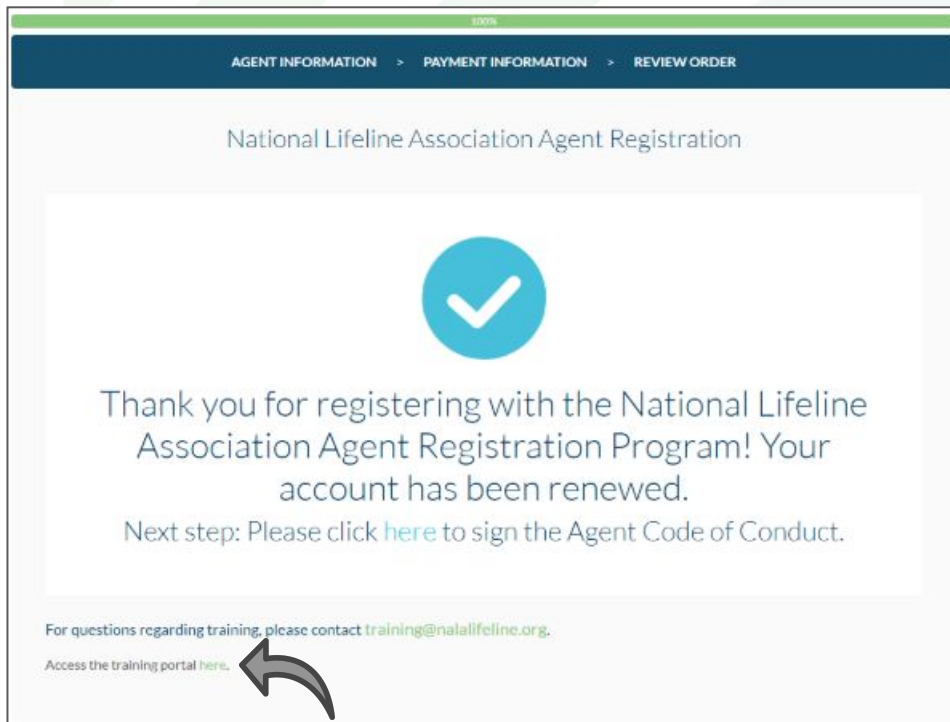 100%
AGENT INFORMATION > PAYMENT INFORMATION > REVIEW ORDER
National Lifeline Association Agent Registration
Thank you for registering with the National Lifeline
Association Agent Registration Program! Your
account has been renewed.
Next step: Please click here to sign the Agent Code of Conduct.
For questions regarding training, please contact training@nalalifeline.org.
Access the training portal here.